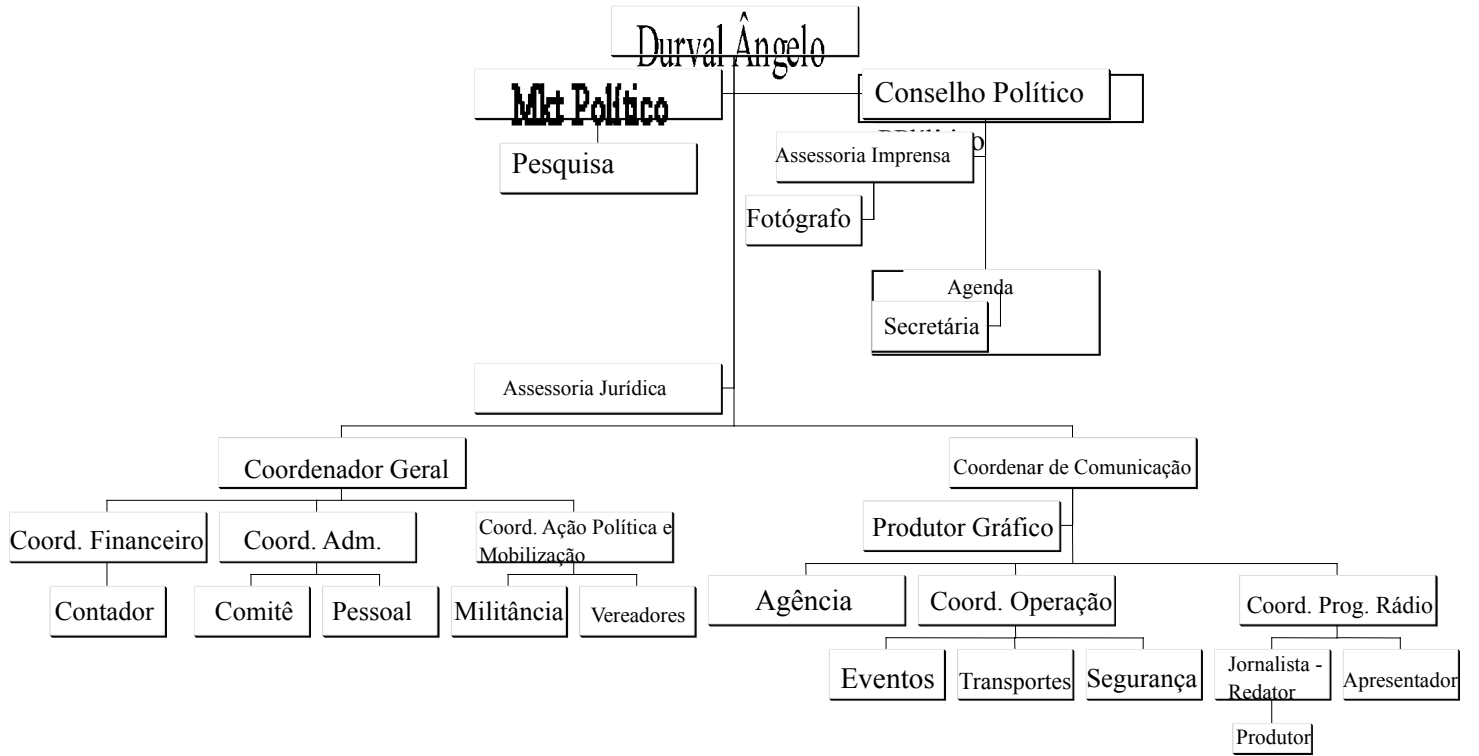 Durval Ângelo
Mkt Político
Conselho Político
Assessoria Imprensa
Pesquisa
Fotógrafo
Agenda
Secretária
Assessoria Jurídica
Coordenador Geral
Coordenar de Comunicação
Coord. Financeiro
Coord. Adm.
Coord. Ação Política e
Mobilização
Produtor Gráfico
Contador
Comitê
Pessoal
Militância
Vereadores
Agência
Coord. Operação
Coord. Prog. Rádio
Eventos
Transportes
Segurança
Jornalista -
Redator
Apresentador
Produtor